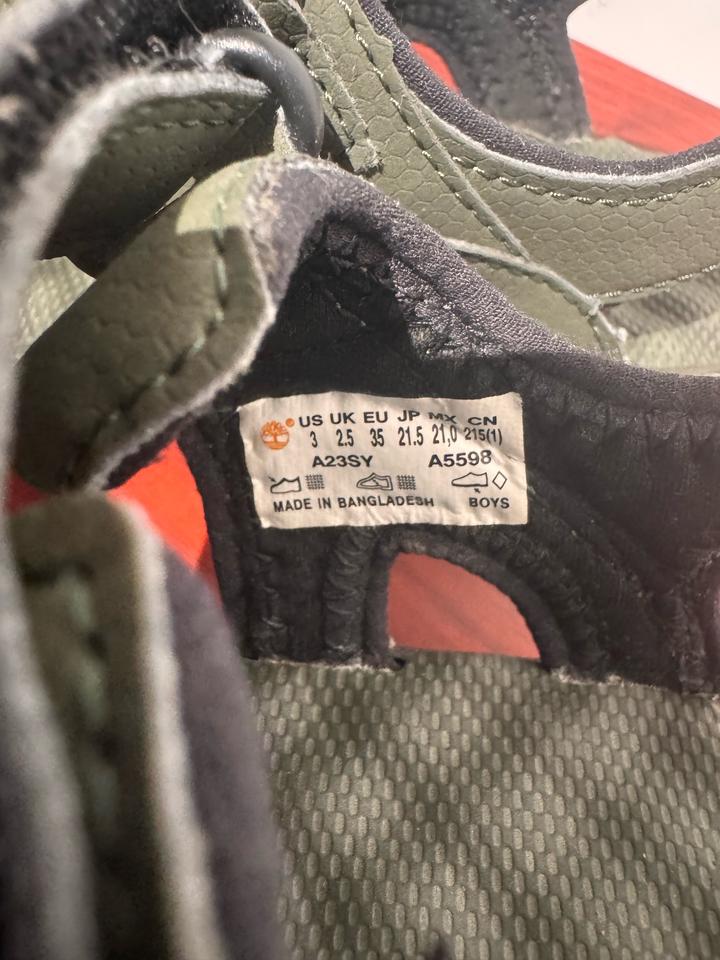 US UK EU JP MX CN
3 2.5 35 21.5 21,0 215(1)
A23SY A5598
MADE IN BANGLADESH BOYS